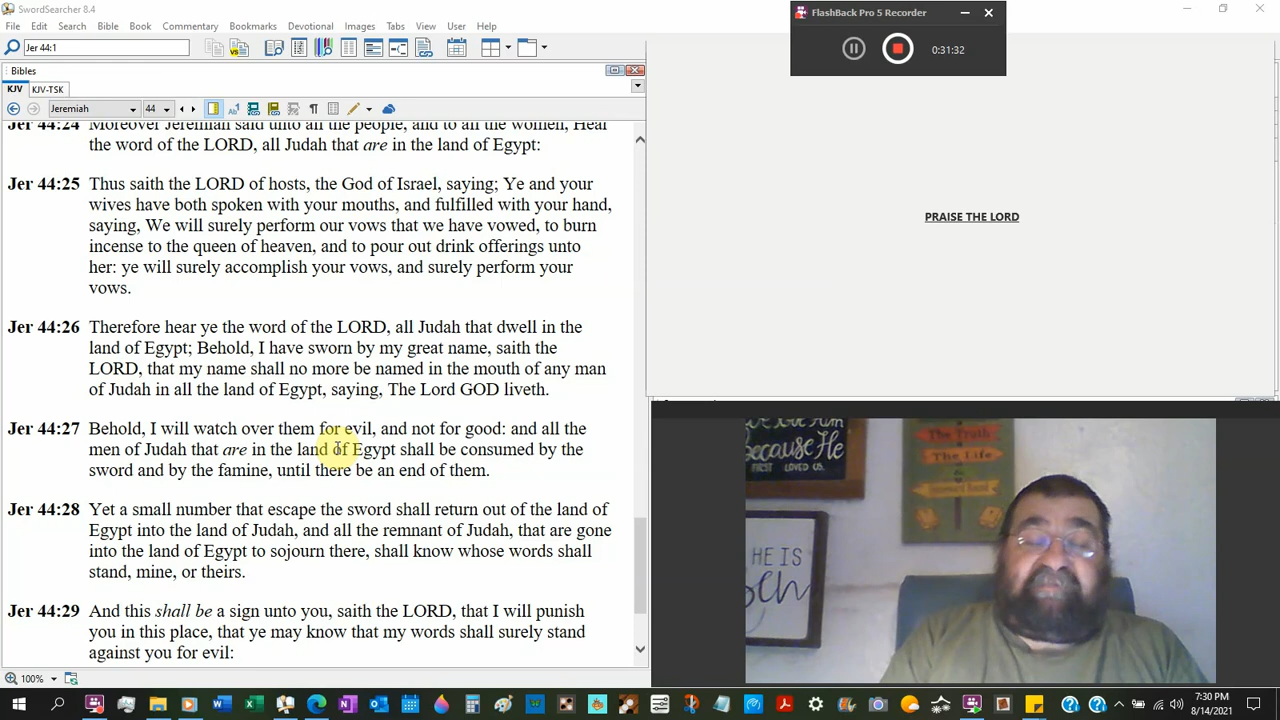 SwordSearcher 8.4
FlashBack Pro 5 Recorder
File Edit Search Bible Book Commentary Bookmarks Devotional Images Tabs View User Help
Jer 44:1
0:31:32
Bibles
KJV KJV-TSK
Jeremiah 44
Jer 44:24 Moreover Jeremiah said unto all the people, and to all the women, Hear
the word of the LORD, all Judah that are in the land of Egypt:
Jer 44:25 Thus saith the LORD of hosts, the God of Israel, saying; Ye and your
wives have both spoken with your mouths, and fulfilled with your hand,
saying, We will surely perform our vows that we have vowed, to burn
incense to the queen of heaven, and to pour out drink offerings unto
her: ye will surely accomplish your vows, and surely perform your
vows.
Jer 44:26 Therefore hear ye the word of the LORD, all Judah that dwell in the
land of Egypt; Behold, I have sworn by my great name, saith the
LORD, that my name shall no more be named in the mouth of any man
of Judah in all the land of Egypt, saying, The Lord GOD liveth.
Jer 44:27 Behold, I will watch over them for evil, and not for good: and all the
men of Judah that are in the land of Egypt shall be consumed by the
sword and by the famine, until there be an end of them.
Jer 44:28 Yet a small number that escape the sword shall return out of the land of
Egypt into the land of Judah, and all the remnant of Judah, that are gone
into the land of Egypt to sojourn there, shall know whose words shall
stand, mine, or theirs.
Jer 44:29 And this shall be a sign unto you, saith the LORD, that I will punish
you in this place, that ye may know that my words shall surely stand
against you for evil:
100%
PRAISE THE LORD
Because He
FIRST LOVED US
The Truth
The Life
HE IS
7:30 PM
8/14/2021